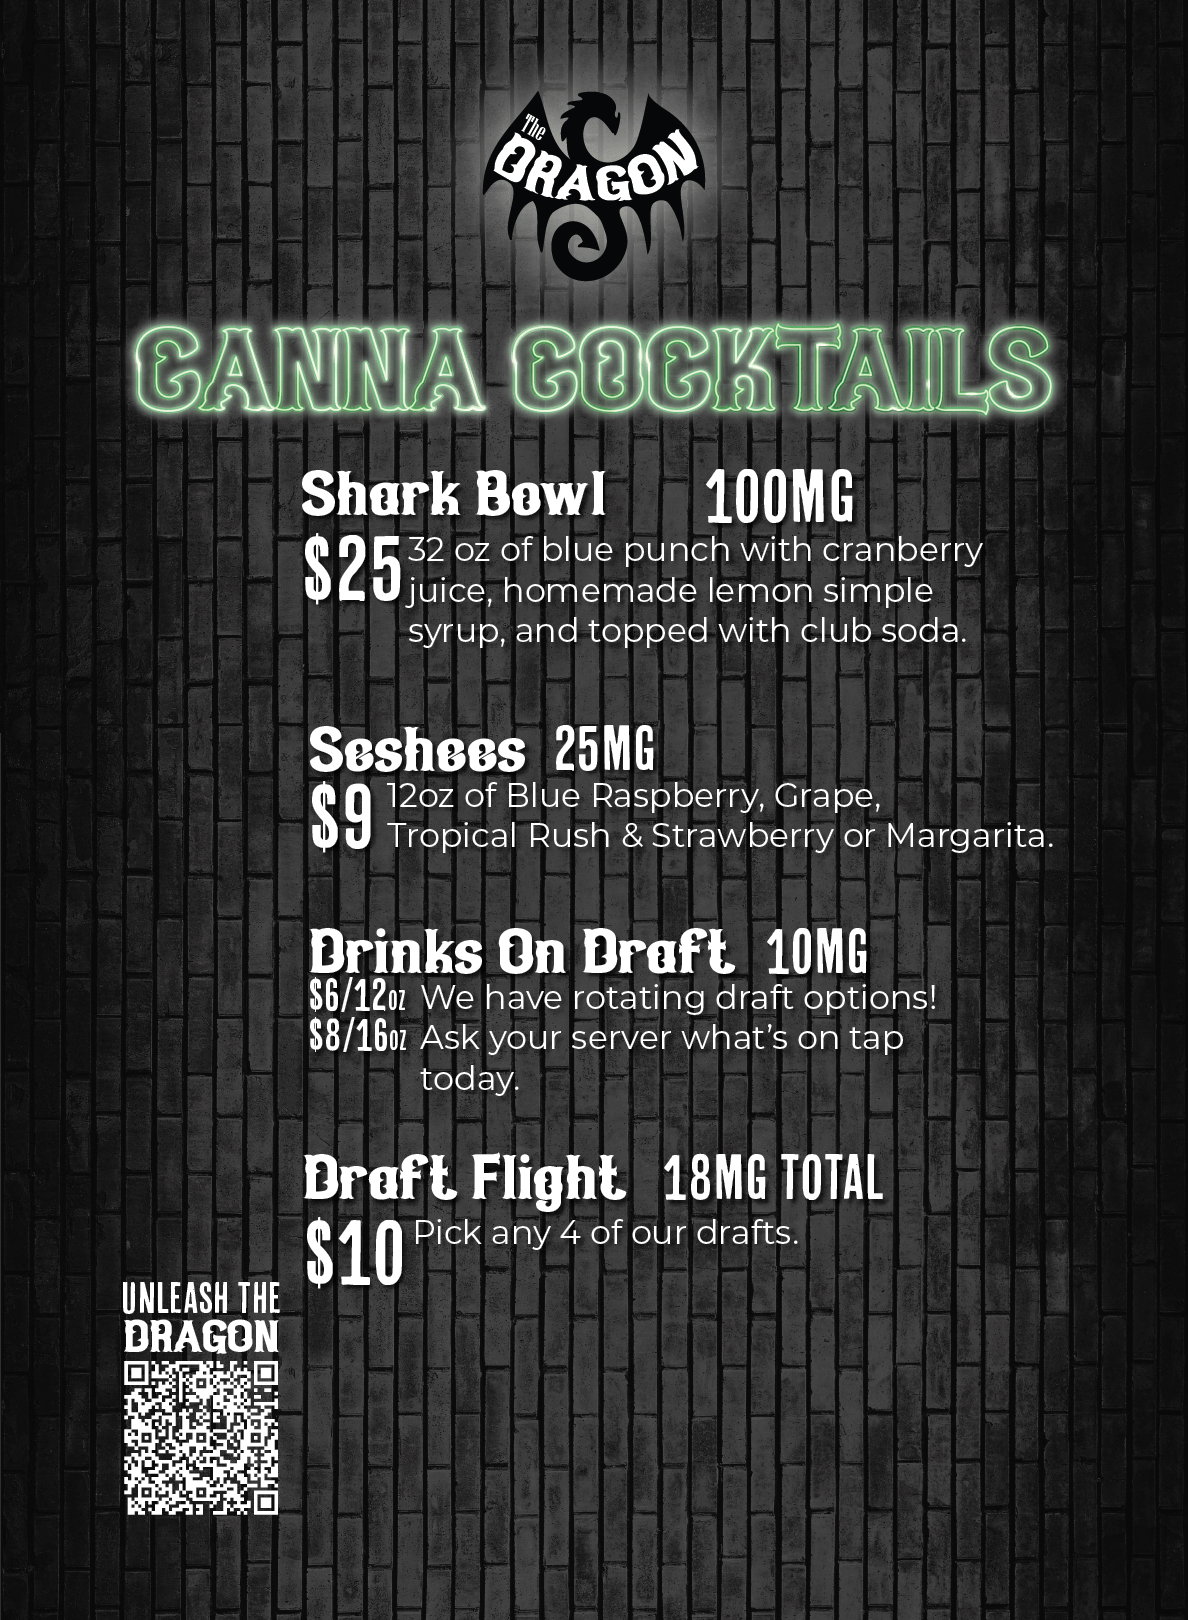 The
DRAGON
CANNA COCKTAILS
Shark Bowl 100MG
$25 32 oz of blue punch with cranberry
juice, homemade lemon simple
syrup, and topped with club soda.
Seshees 25MG
$9 12oz of Blue Raspberry, Grape,
Tropical Rush & Strawberry or Margarita.
Drinks On Draft 10MG
$6/12oz We have rotating draft options!
$8/16oz Ask your server what's on tap
today.
Draft Flight 18MG TOTAL
$10 Pick any 4 of our drafts.
UNLEASH THE
DRAGON